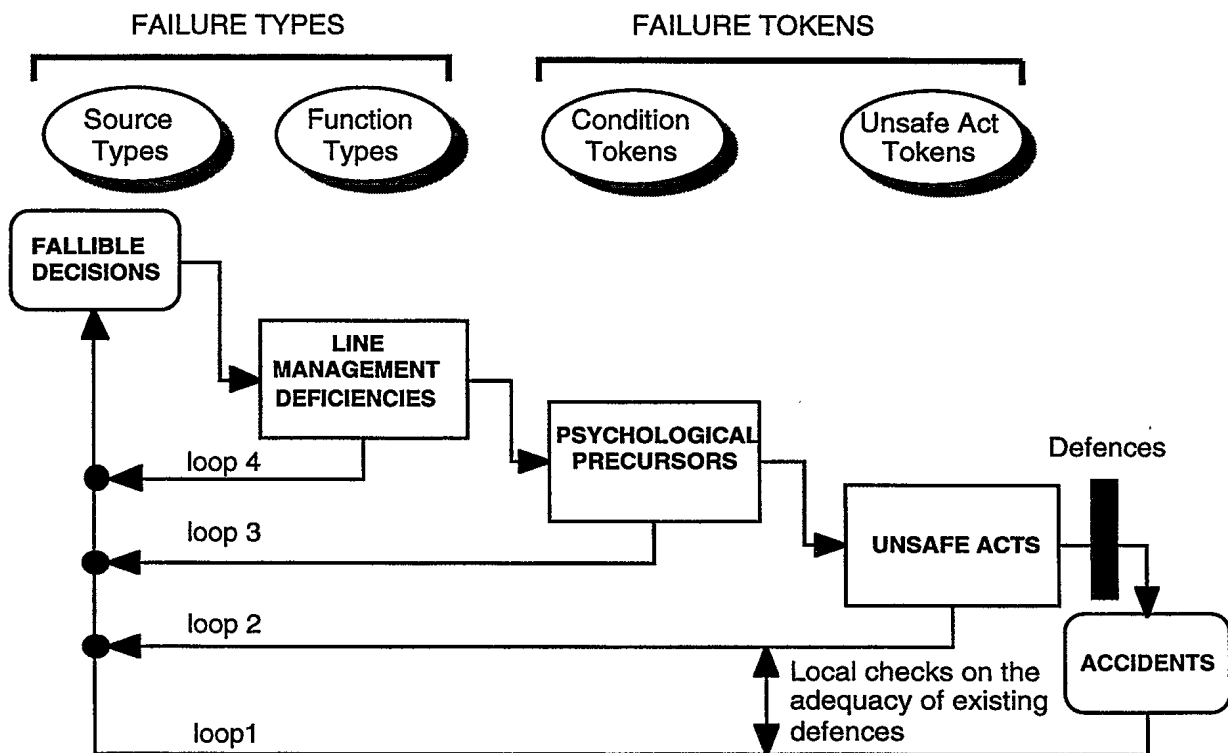 FAILURE TYPES
FAILURE TOKENS
Source
Types
Function
Types
Condition
Tokens
Unsafe Act
Tokens
FALLIBLE
DECISIONS
LINE
MANAGEMENT
DEFICIENCIES
PSYCHOLOGICAL
PRECURSORS
Defences
loop 4
loop 3
UNSAFE ACTS
loop 2
ACCIDENTS
Local checks on the
adequacy of existing
defences
loop1